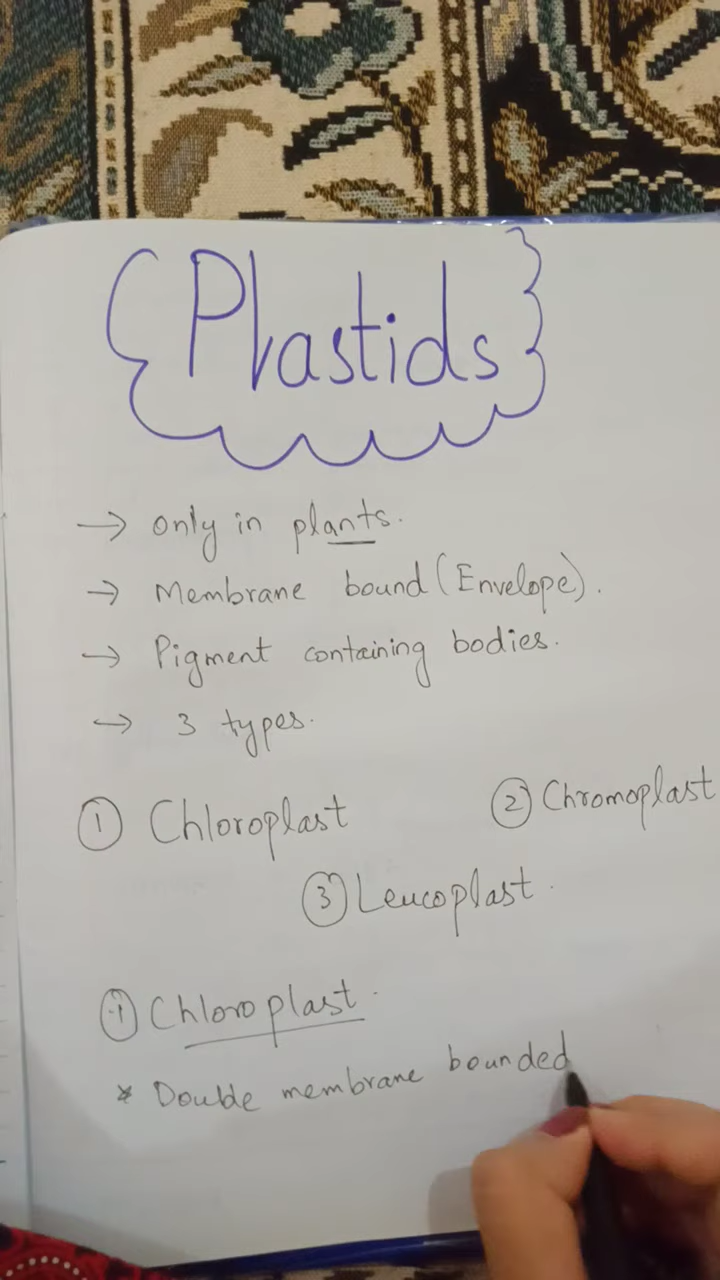 Plastids
→ only in plants.
→ Membrane bound (Envelope).
→ Pigment containing bodies.
→ 3 types.
① Chloroplast ② Chromoplast
③ Leucoplast.
① Chloroplast.
* Double membrane bounded